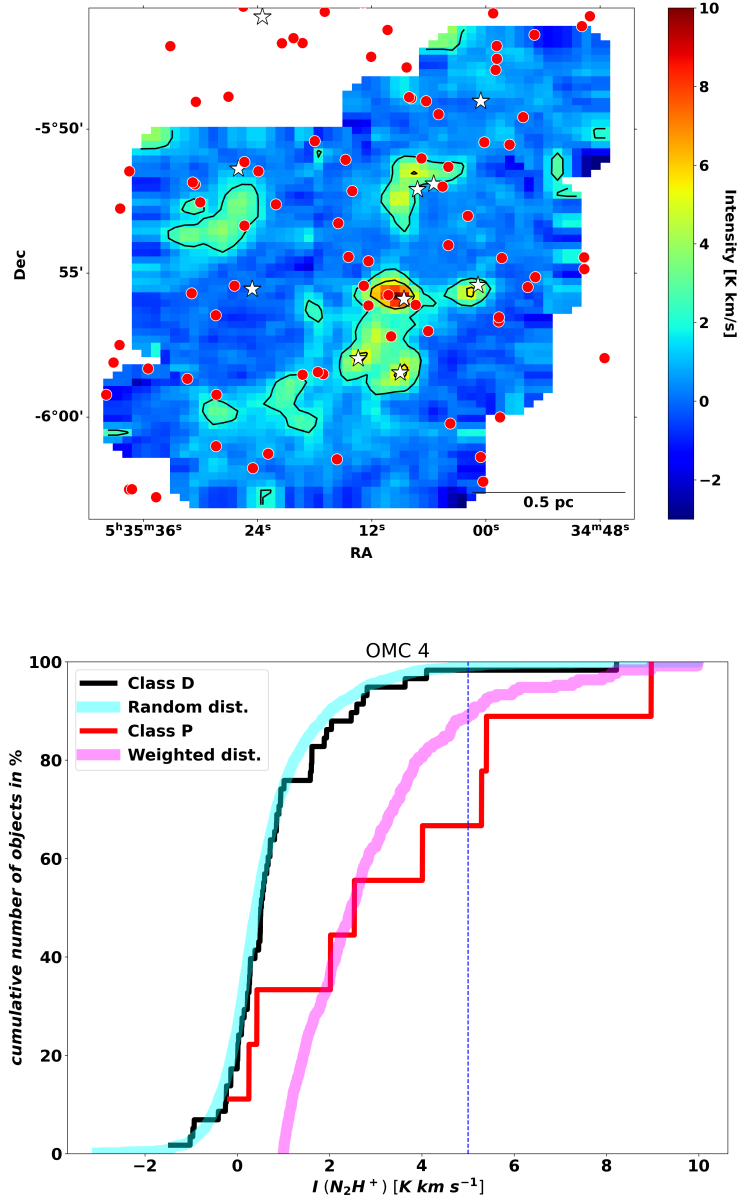 10
8
6
4
2
0
−2
Intensity [K km/s]
-5°50'
-5°55'
-6°00'
Dec
0.5 pc
5ʰ35ᵐ36ˢ 24ˢ 12ˢ 00ˢ 34ᵐ48ˢ
RA
OMC 4
100
80
60
40
20
0
cumulative number of objects in %
Class D
Random dist.
Class P
Weighted dist.
−2 0 2 4 6 8 10
I (N₂H⁺) [K km s⁻¹]